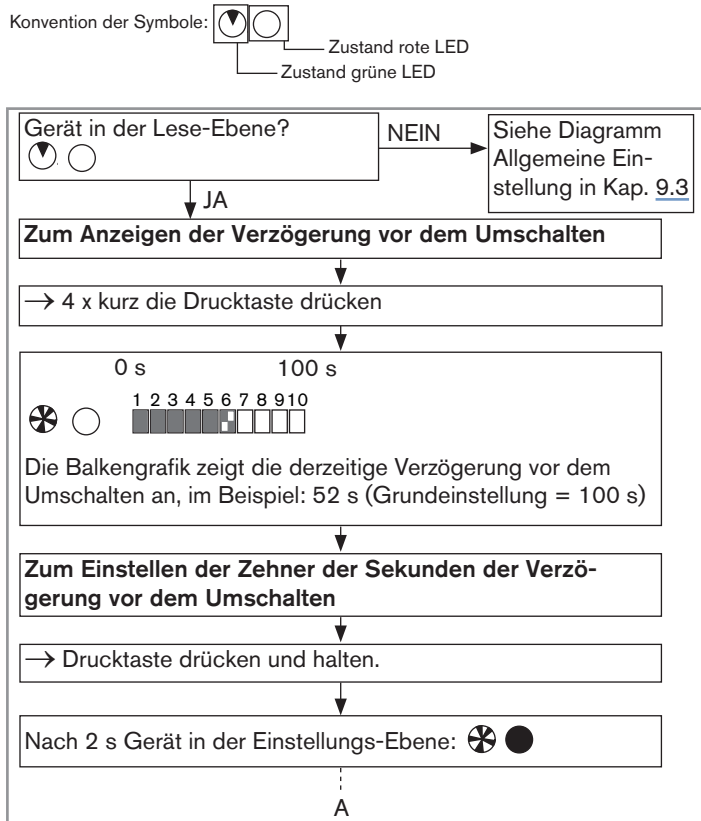 Konvention der Symbole:
Zustand rote LED
Zustand grüne LED
Gerät in der Lese-Ebene?
NEIN
Siehe Diagramm
Allgemeine Ein-
stellung in Kap. 9.3
JA
Zum Anzeigen der Verzögerung vor dem Umschalten
→ 4 x kurz die Drucktaste drücken
0 s 100 s
1 2 3 4 5 6 7 8 9 10
Die Balkengrafik zeigt die derzeitige Verzögerung vor dem
Umschalten an, im Beispiel: 52 s (Grundeinstellung = 100 s)
Zum Einstellen der Zehner der Sekunden der Verzö-
gerung vor dem Umschalten
→ Drucktaste drücken und halten.
Nach 2 s Gerät in der Einstellungs-Ebene:
A